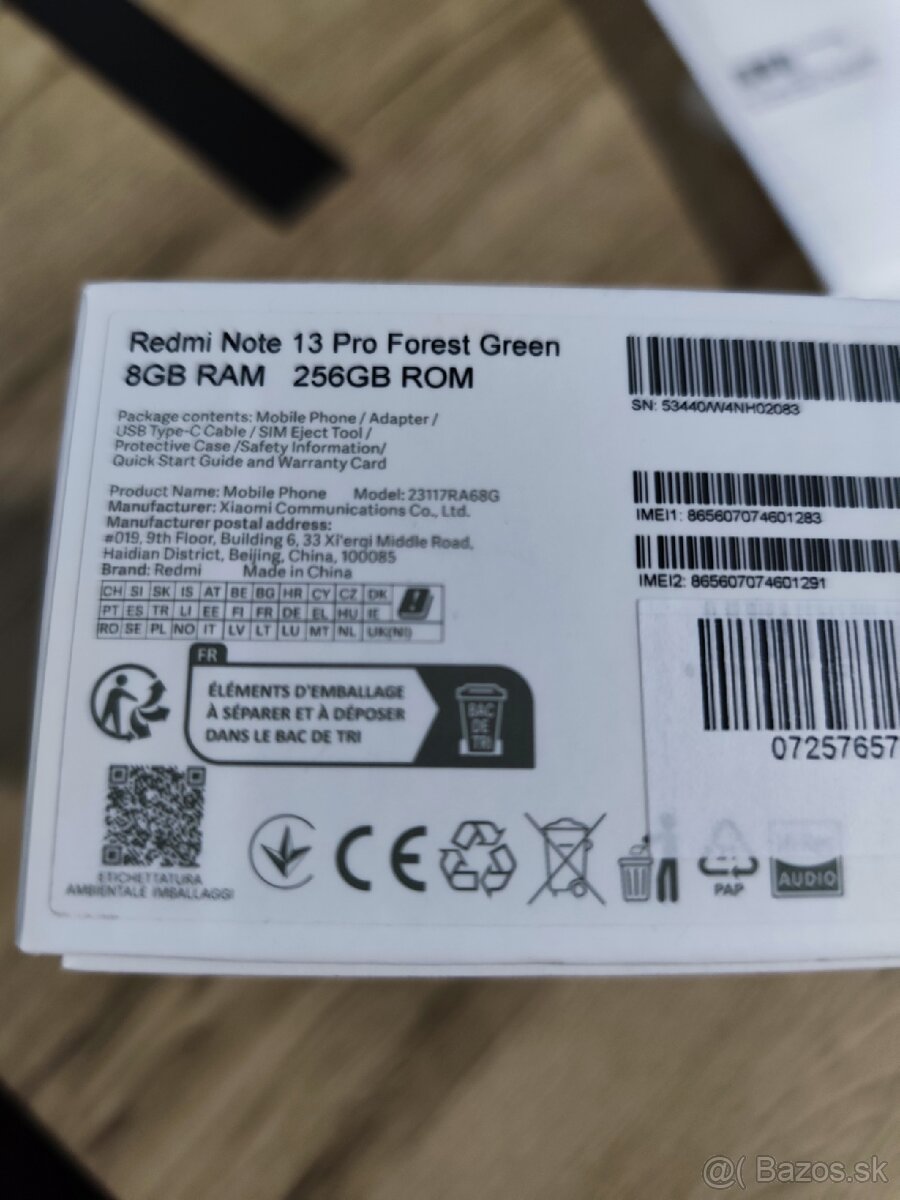 Redmi Note 13 Pro Forest Green
8GB RAM 256GB ROM
Package contents: Mobile Phone / Adapter /
USB Type-C Cable / SIM Eject Tool /
Protective Case /Safety Information/
Quick Start Guide and Warranty Card
Product Name: Mobile Phone Model: 23117RA68G
Manufacturer: Xiaomi Communications Co., Ltd.
Manufacturer postal address:
#019, 9th Floor, Building 6, 33 Xi'erqi Middle Road,
Haidian District, Beijing, China, 100085
Brand: Redmi Made in China
CH SI SK IS AT BE BG HR CY CZ DK
PT ES TR LI EE FI FR DE EL HU IE
RO SE PL NO IT LV LT LU MT NL UK(NI)
FR
ÉLÉMENTS D'EMBALLAGE
À SÉPARER ET À DÉPOSER
DANS LE BAC DE TRI
BAC
DE
TRI
ETICHETTATURA
AMBIENTALE IMBALLAGGI
CE
PAP
AUDIO
SN: 53440/W4NH02083
IMEI1: 865607074601283
IMEI2: 865607074601291
07257657
@( Bazos.sk